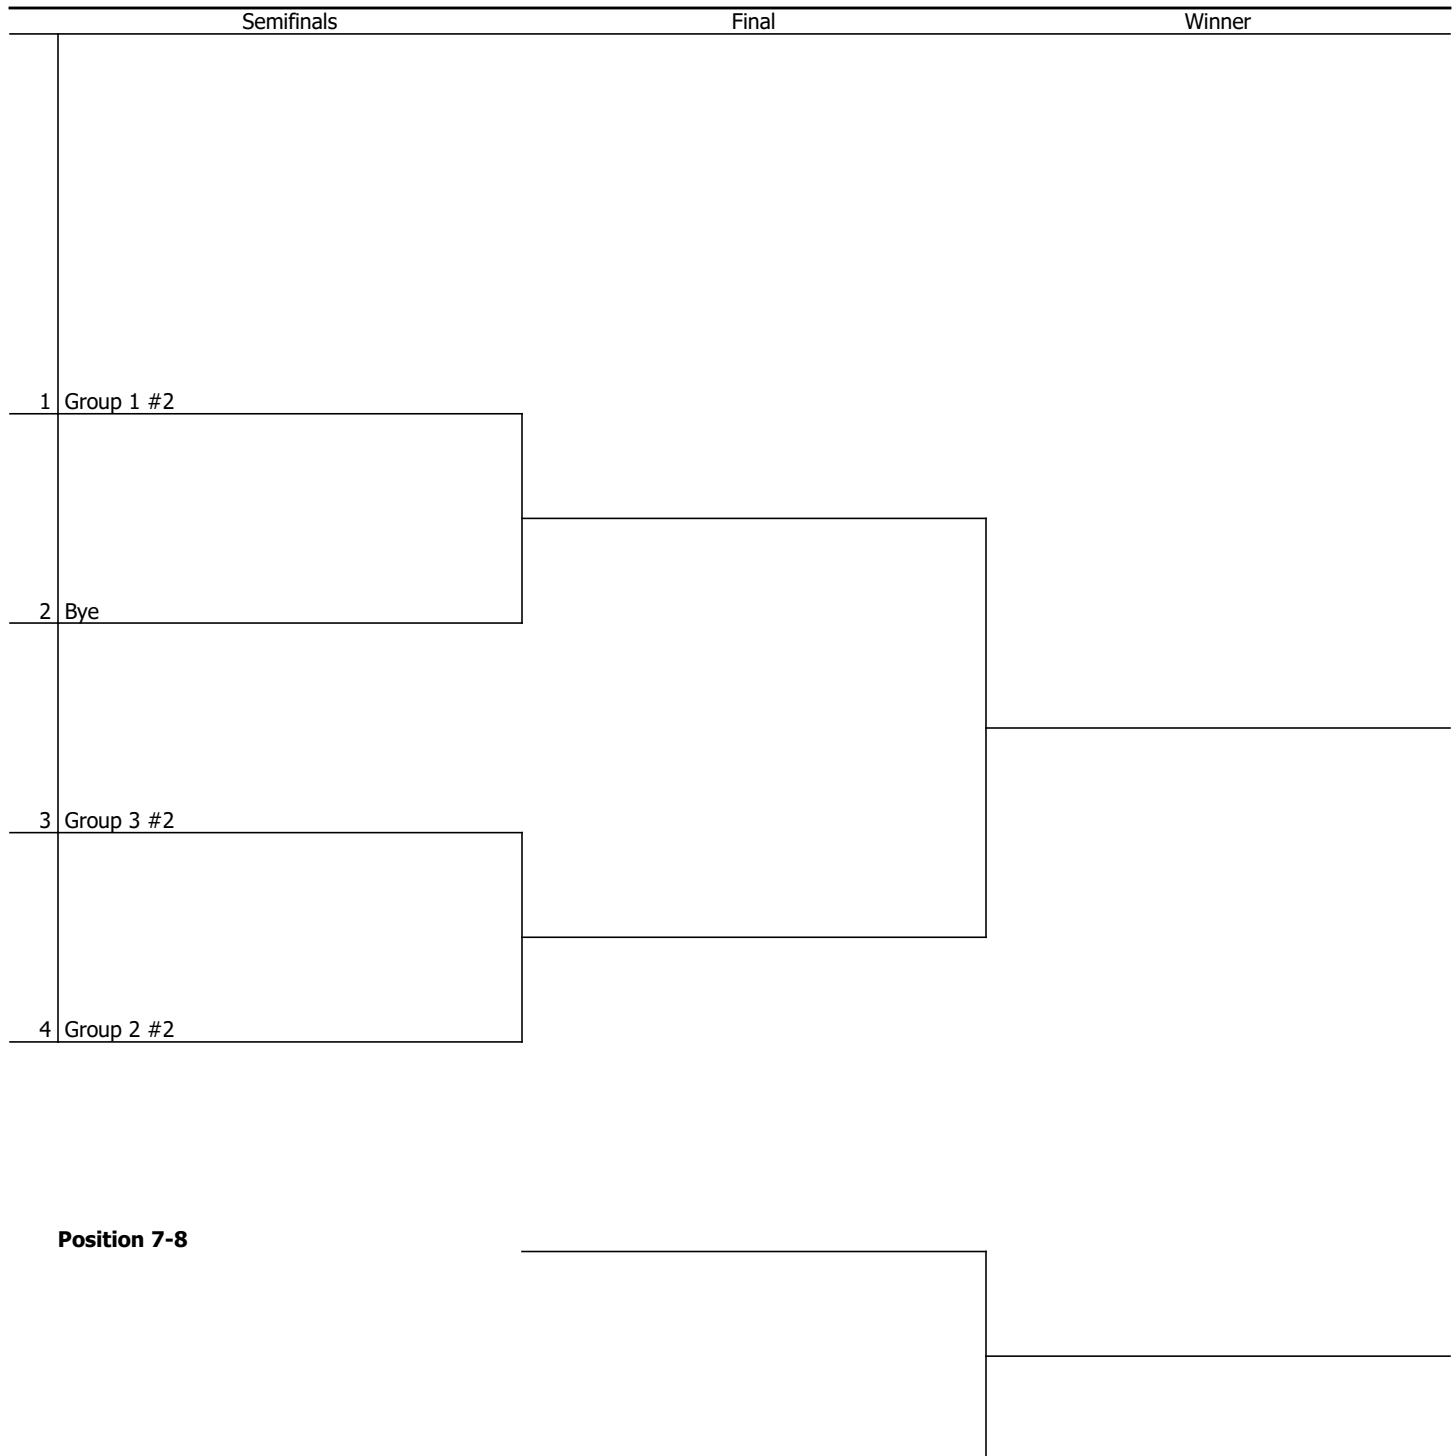 Semifinals Final Winner
1 Group 1 #2
2 Bye
3 Group 3 #2
4 Group 2 #2
Position 7-8